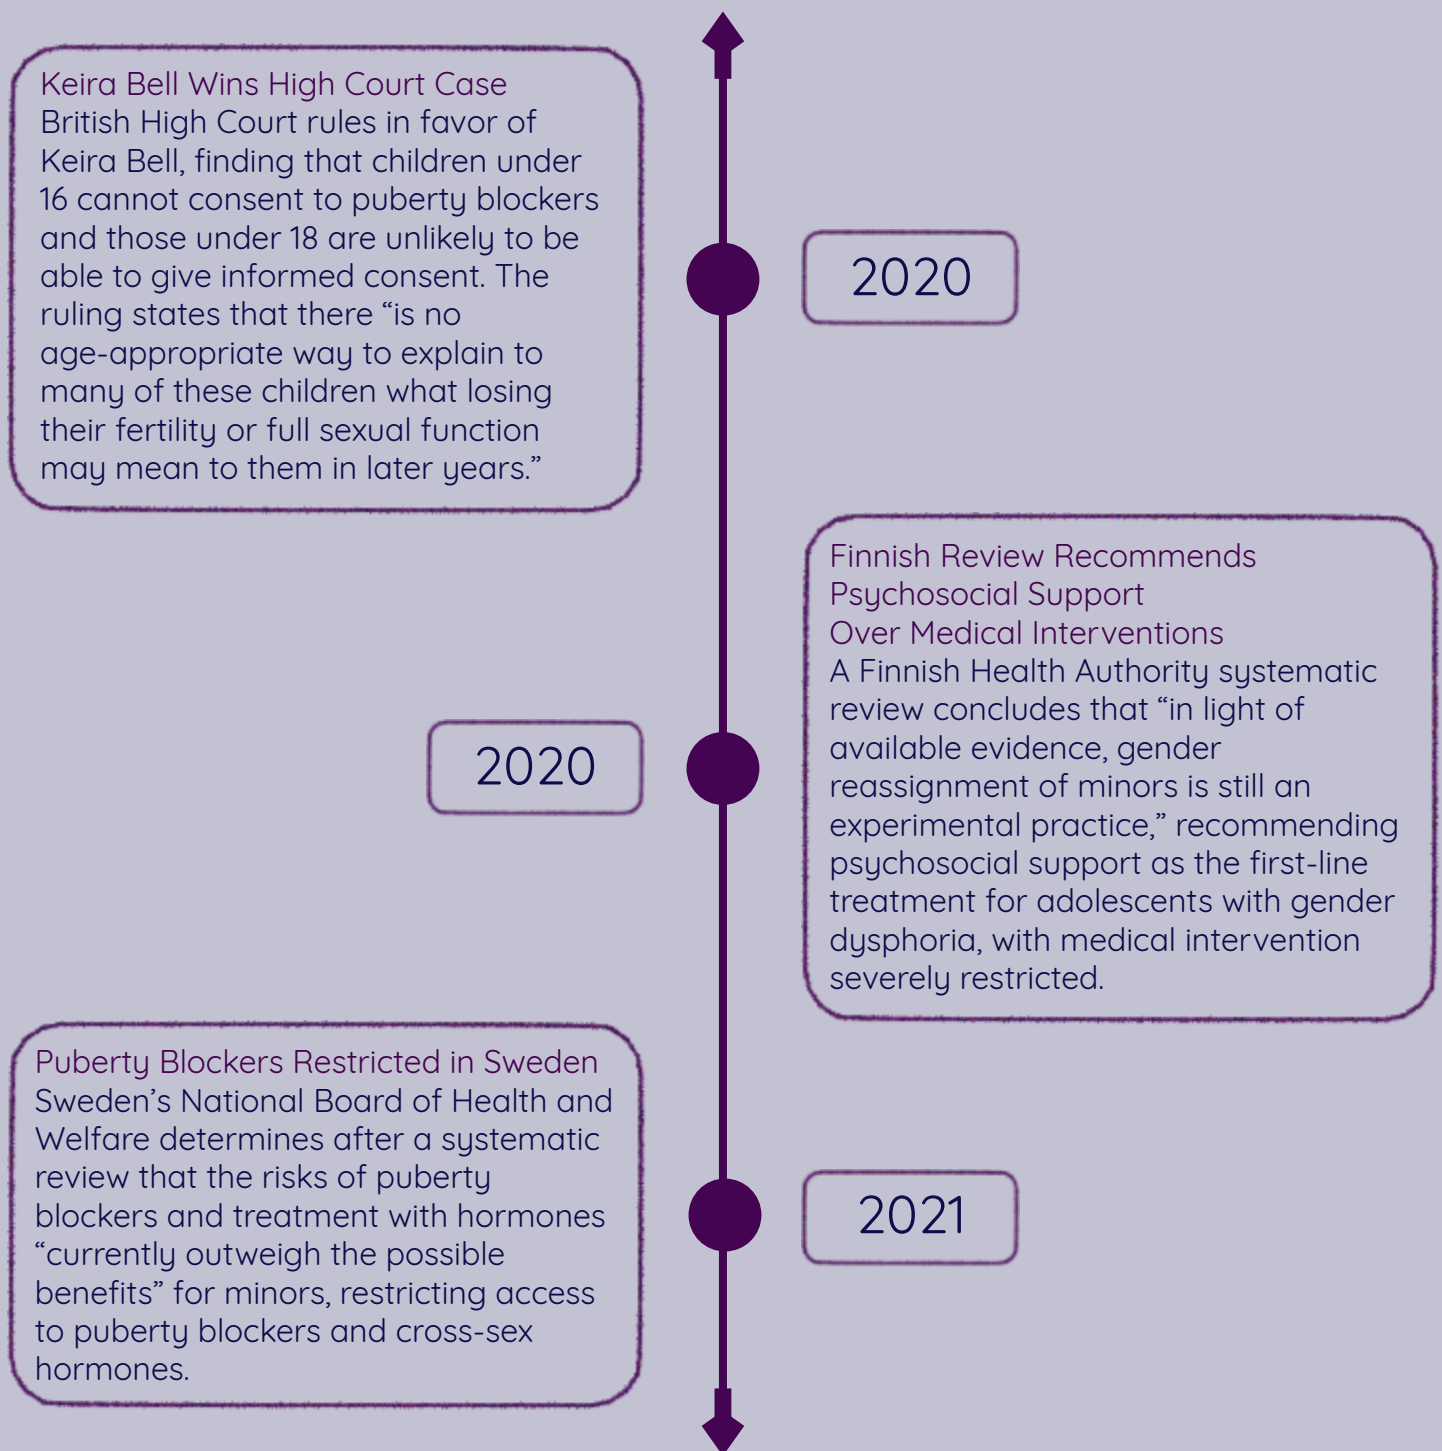 Keira Bell Wins High Court Case
British High Court rules in favor of
Keira Bell, finding that children under
16 cannot consent to puberty blockers
and those under 18 are unlikely to be
able to give informed consent. The
ruling states that there “is no
age-appropriate way to explain to
many of these children what losing
their fertility or full sexual function
may mean to them in later years.”
2020
2020
Finnish Review Recommends
Psychosocial Support
Over Medical Interventions
A Finnish Health Authority systematic
review concludes that “in light of
available evidence, gender
reassignment of minors is still an
experimental practice,” recommending
psychosocial support as the first-line
treatment for adolescents with gender
dysphoria, with medical intervention
severely restricted.
Puberty Blockers Restricted in Sweden
Sweden’s National Board of Health and
Welfare determines after a systematic
review that the risks of puberty
blockers and treatment with hormones
“currently outweigh the possible
benefits” for minors, restricting access
to puberty blockers and cross-sex
hormones.
2021